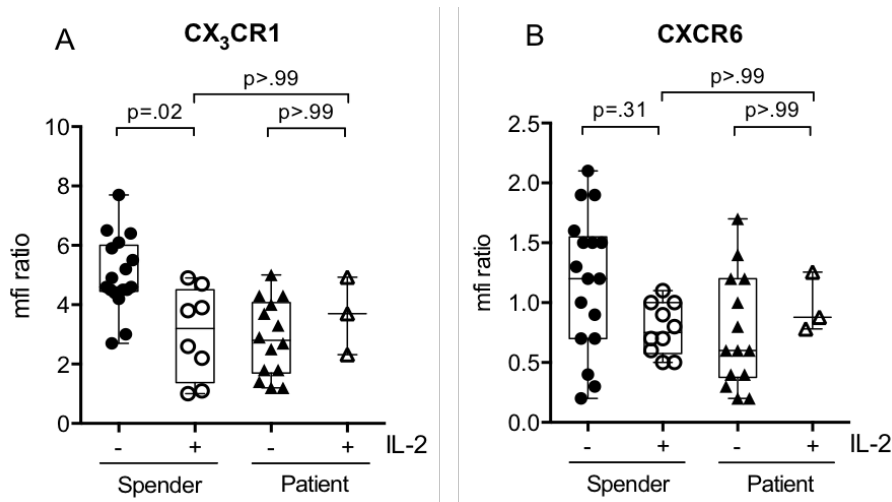 A
CX₃CR1
p>.99
p=.02
p>.99
10
8
6
4
2
0
mfi ratio
- + - + IL-2
Spender Patient
B
CXCR6
p>.99
p=.31
p>.99
2.5
2.0
1.5
1.0
0.5
0.0
mfi ratio
- + - + IL-2
Spender Patient